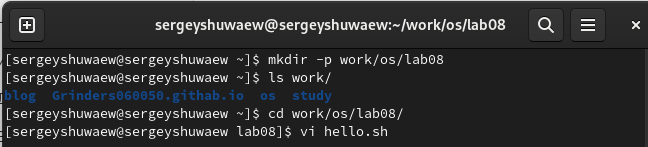 sergeyshuwaew@sergeyshuwaew:~/work/os/lab08
[sergeyshuwaew@sergeyshuwaew ~]$ mkdir -p work/os/lab08
[sergeyshuwaew@sergeyshuwaew ~]$ ls work/
blog Grinders060050.githab.io os study
[sergeyshuwaew@sergeyshuwaew ~]$ cd work/os/lab08/
[sergeyshuwaew@sergeyshuwaew lab08]$ vi hello.sh